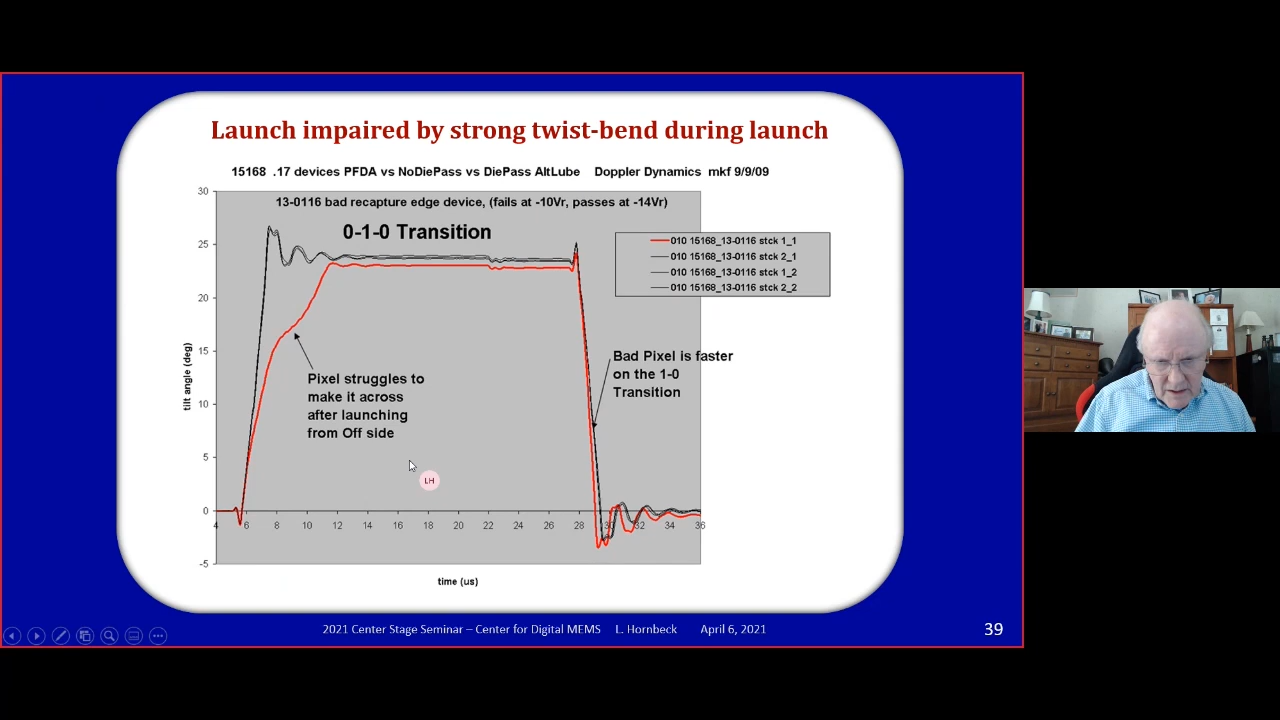 Launch impaired by strong twist-bend during launch
15168 .17 devices PFDA vs NoDiePass vs DiePass AltLube Doppler Dynamics mkf 9/9/09
13-0116 bad recapture edge device, (fails at -10Vr, passes at -14Vr)
0-1-0 Transition
010 15168_13-0116 stck 1_1
010 15168_13-0116 stck 2_1
010 15168_13-0116 stck 1_2
010 15168_13-0116 stck 2_2
30
25
20
15
10
5
0
-5
tilt angle (deg)
Pixel struggles to
make it across
after launching
from Off side
Bad Pixel is faster
on the 1-0
Transition
LH
4 6 8 10 12 14 16 18 20 22 24 26 28 30 32 34 36
time (us)
2021 Center Stage Seminar – Center for Digital MEMS L. Hornbeck April 6, 2021
39